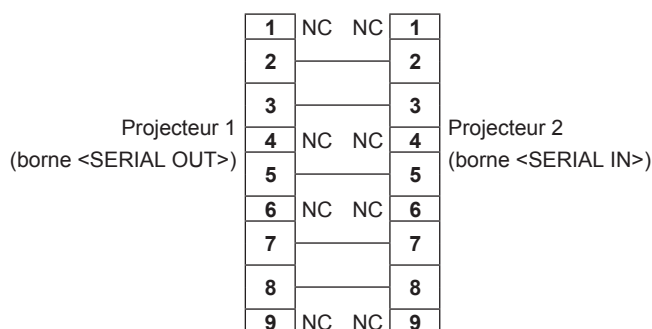 1 NC NC 1
2 2
3 3
Projecteur 1
(borne <SERIAL OUT>)
4 NC NC 4
Projecteur 2
(borne <SERIAL IN>)
5 5
6 NC NC 6
7 7
8 8
9 NC NC 9